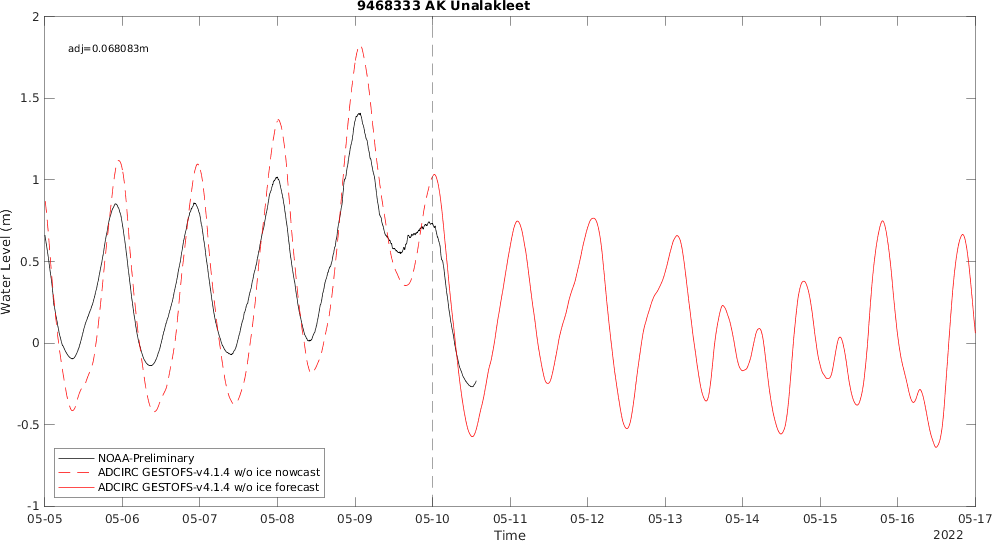 9468333 AK Unalakleet
adj=0.068083m
Water Level (m)
2
1.5
1
0.5
0
-0.5
-1
NOAA-Preliminary
ADCIRC GESTOFS-v4.1.4 w/o ice nowcast
ADCIRC GESTOFS-v4.1.4 w/o ice forecast
05-05 05-06 05-07 05-08 05-09 05-10 05-11 05-12 05-13 05-14 05-15 05-16 05-17
Time
2022